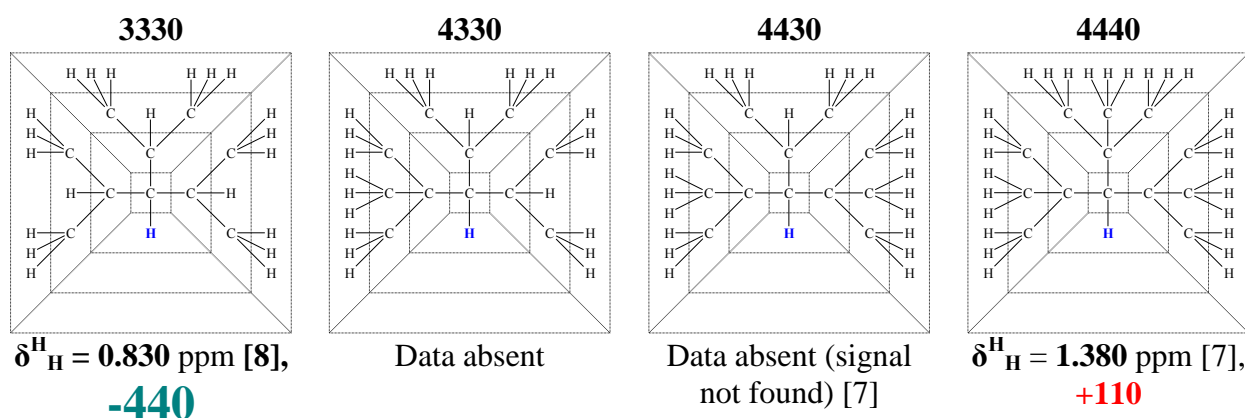 3330 4330 4430 4440
H H H H H H H H H H H H H H H H H H H H H H H H H H H
H C H C H H C H C H H C H C H H C C C H
H H H H H H H H
H C C C H H C C C H H C C C H H C C C H
H H H H H
H C C C H H C C C C H H C C C C C H H C C C C C H
H H H H H
H C H C H H C H C H H C H C H H C H C H
H H H H H H H H
H H H H H H H H
δᴴH = 0.830 ppm [8], Data absent Data absent (signal δᴴH = 1.380 ppm [7],
-440 not found) [7] +110